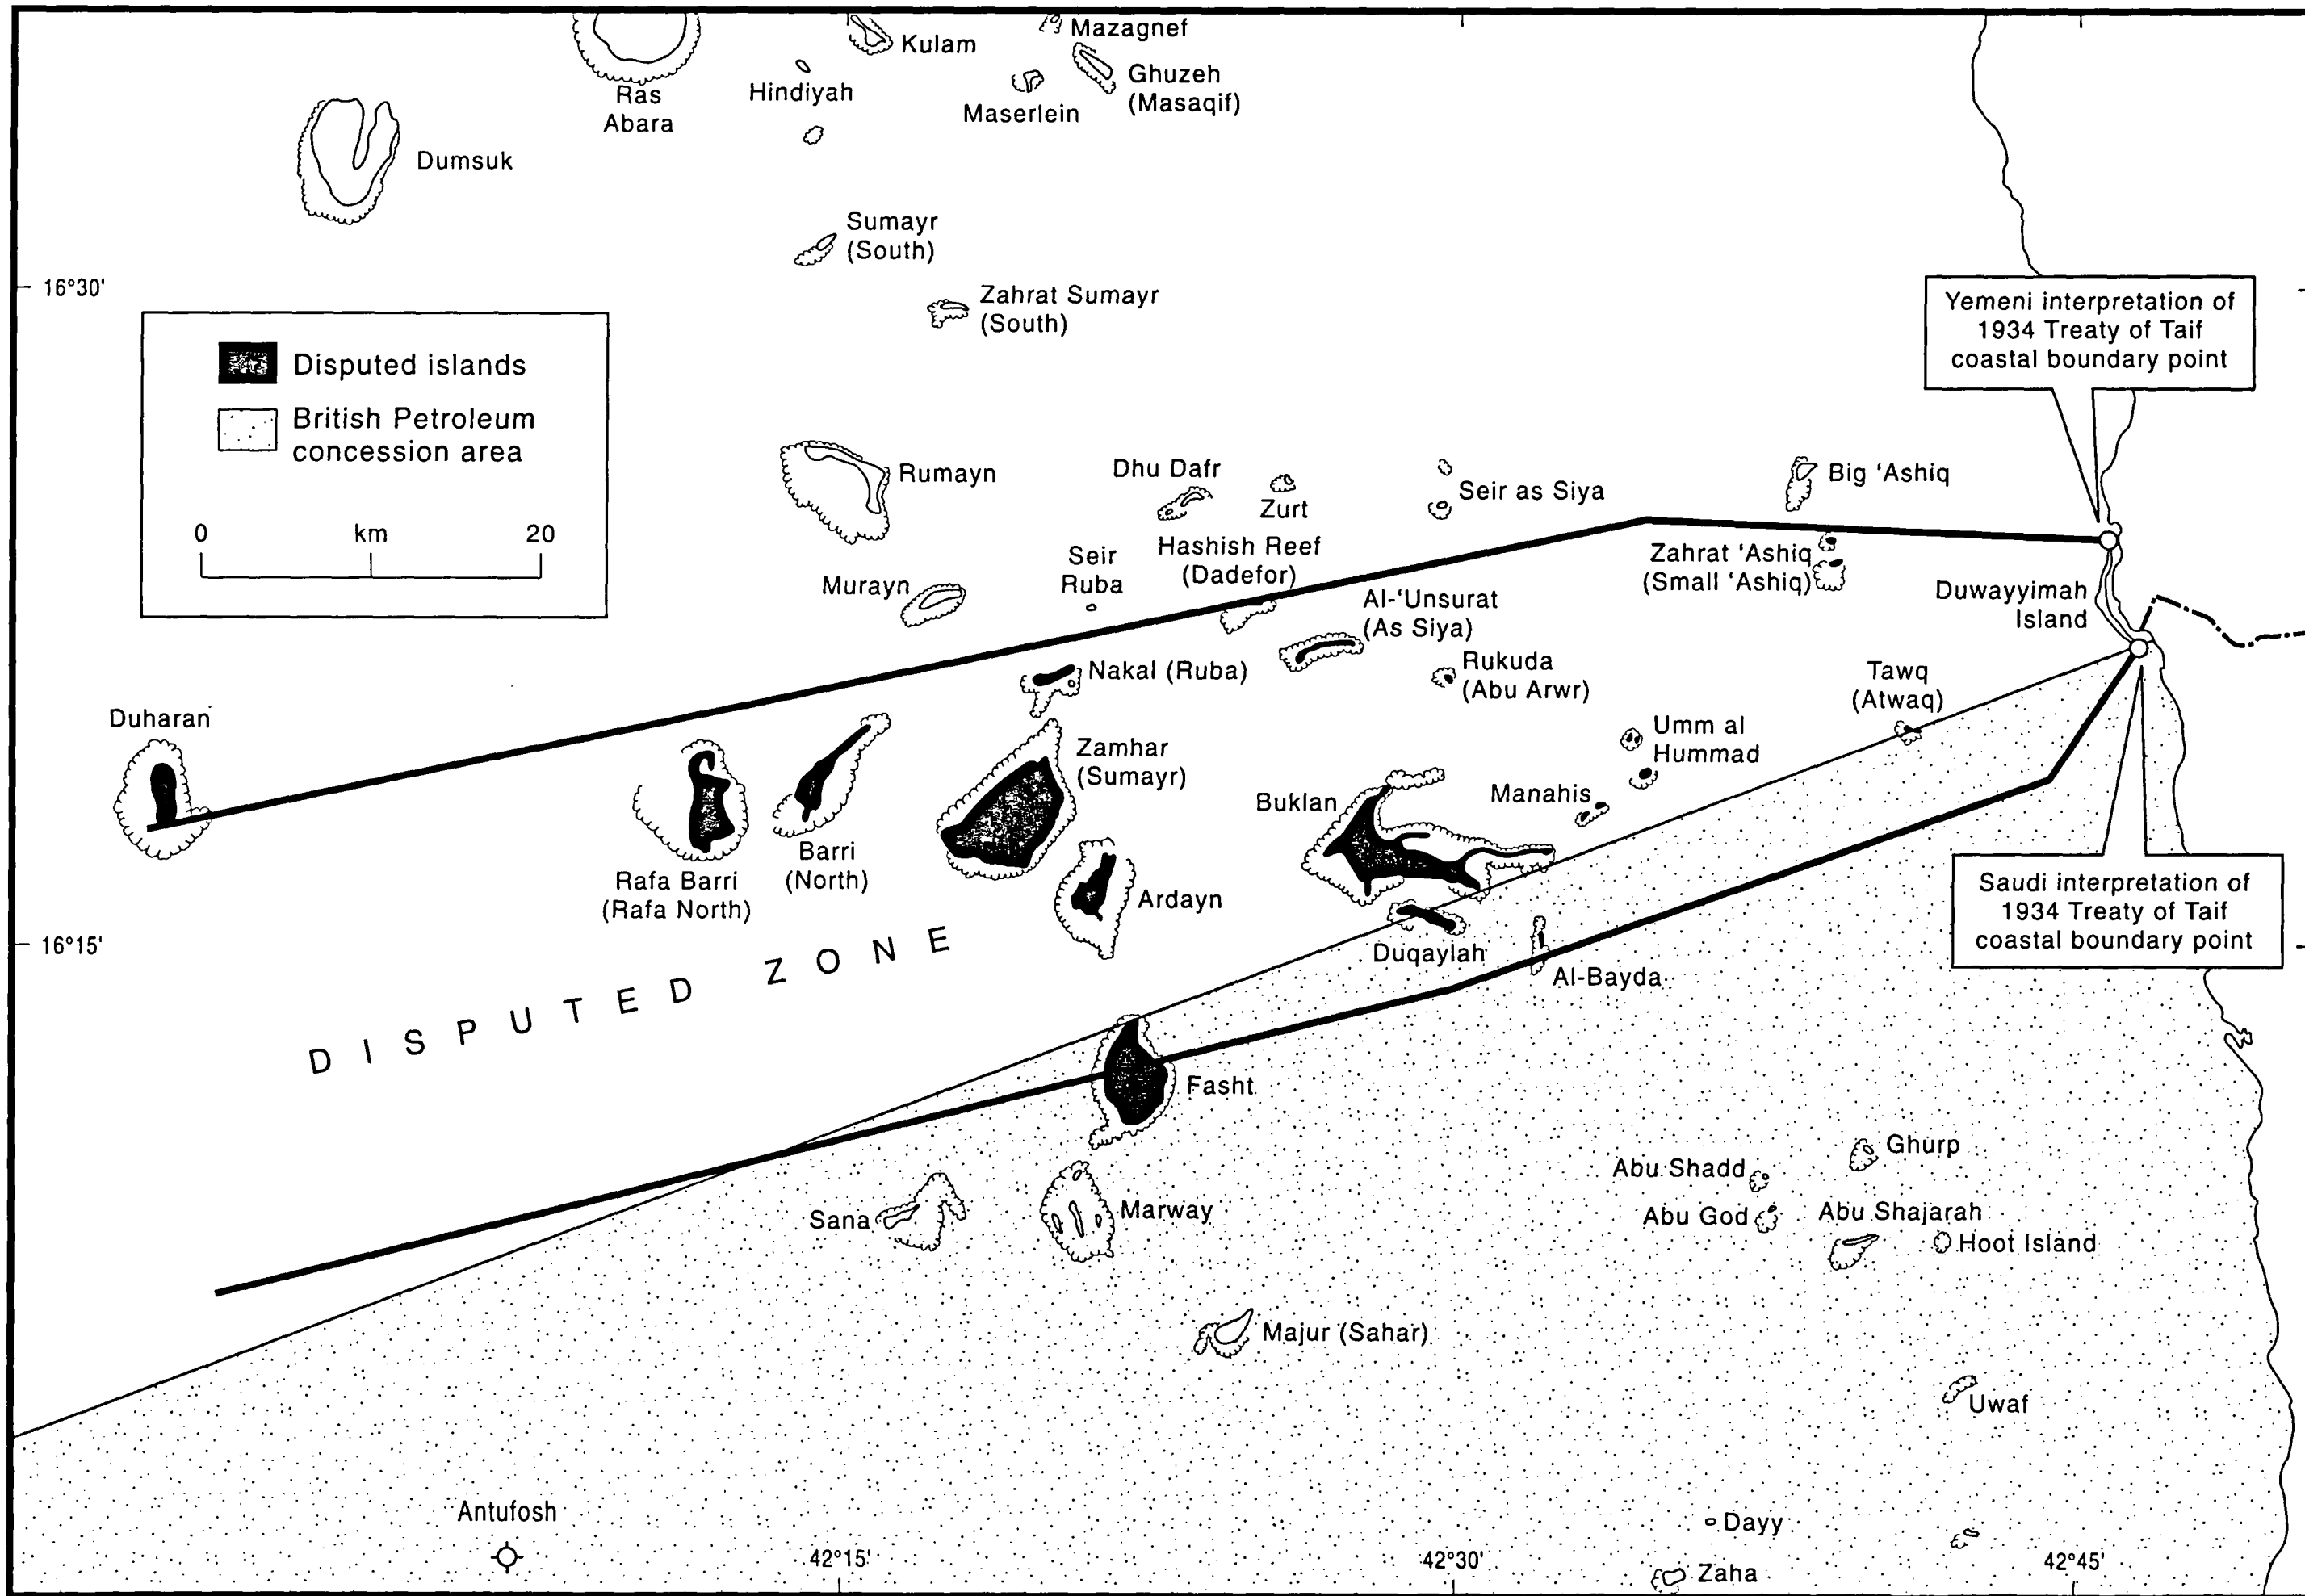 Mazagnef
Kulam
Ghuzeh
(Masaqif)
Ras
Abara
Hindiyah
Maserlein
Dumsuk
Sumayr
(South)
16°30'
Zahrat Sumayr
(South)
Yemeni interpretation of
1934 Treaty of Taif
coastal boundary point
Disputed islands
British Petroleum
concession area
0 km 20
Rumayn
Dhu Dafr
Zurt
Seir as Siya
Big ‘Ashiq
Seir
Ruba
Hashish Reef
(Dadefor)
Zahrat ‘Ashiq
(Small ‘Ashiq)
Murayn
Al-‘Unsurat
(As Siya)
Duwayyimah
Island
Nakal (Ruba)
Rukuda
(Abu Arwr)
Tawq
(Atwaq)
Duharan
Zamhar
(Sumayr)
Umm al
Hummad
Buklan
Manahis
Barri
(North)
Rafa Barri
(Rafa North)
Ardayn
Saudi interpretation of
1934 Treaty of Taif
coastal boundary point
16°15'
DISPUTED ZONE
Duqaylah
Al-Bayda
Fasht
Ghurp
Abu Shadd
Sana
Marway
Abu God
Abu Shajarah
Hoot Island
Majur (Sahar)
Uwaf
Antufosh
Dayy
42°15'
42°30'
42°45'
Zaha